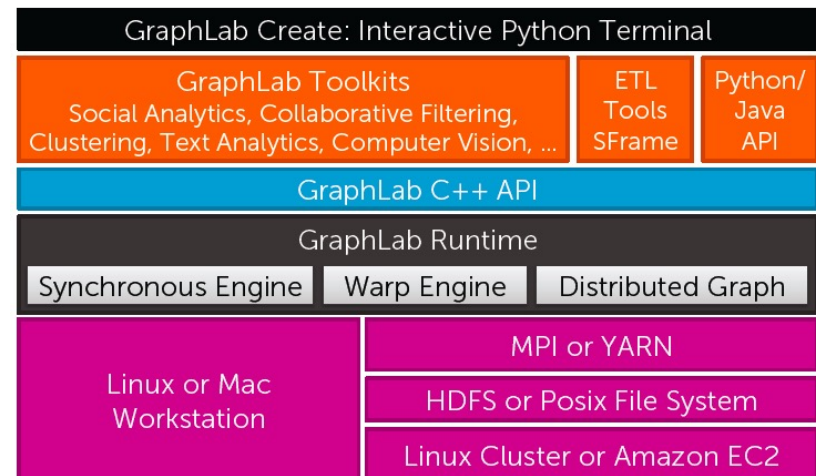 GraphLab Create: Interactive Python Terminal
GraphLab Toolkits
Social Analytics, Collaborative Filtering,
Clustering, Text Analytics, Computer Vision, ...
ETL
Tools
SFrame
Python/
Java
API
GraphLab C++ API
GraphLab Runtime
Synchronous Engine
Warp Engine
Distributed Graph
Linux or Mac
Workstation
MPI or YARN
HDFS or Posix File System
Linux Cluster or Amazon EC2